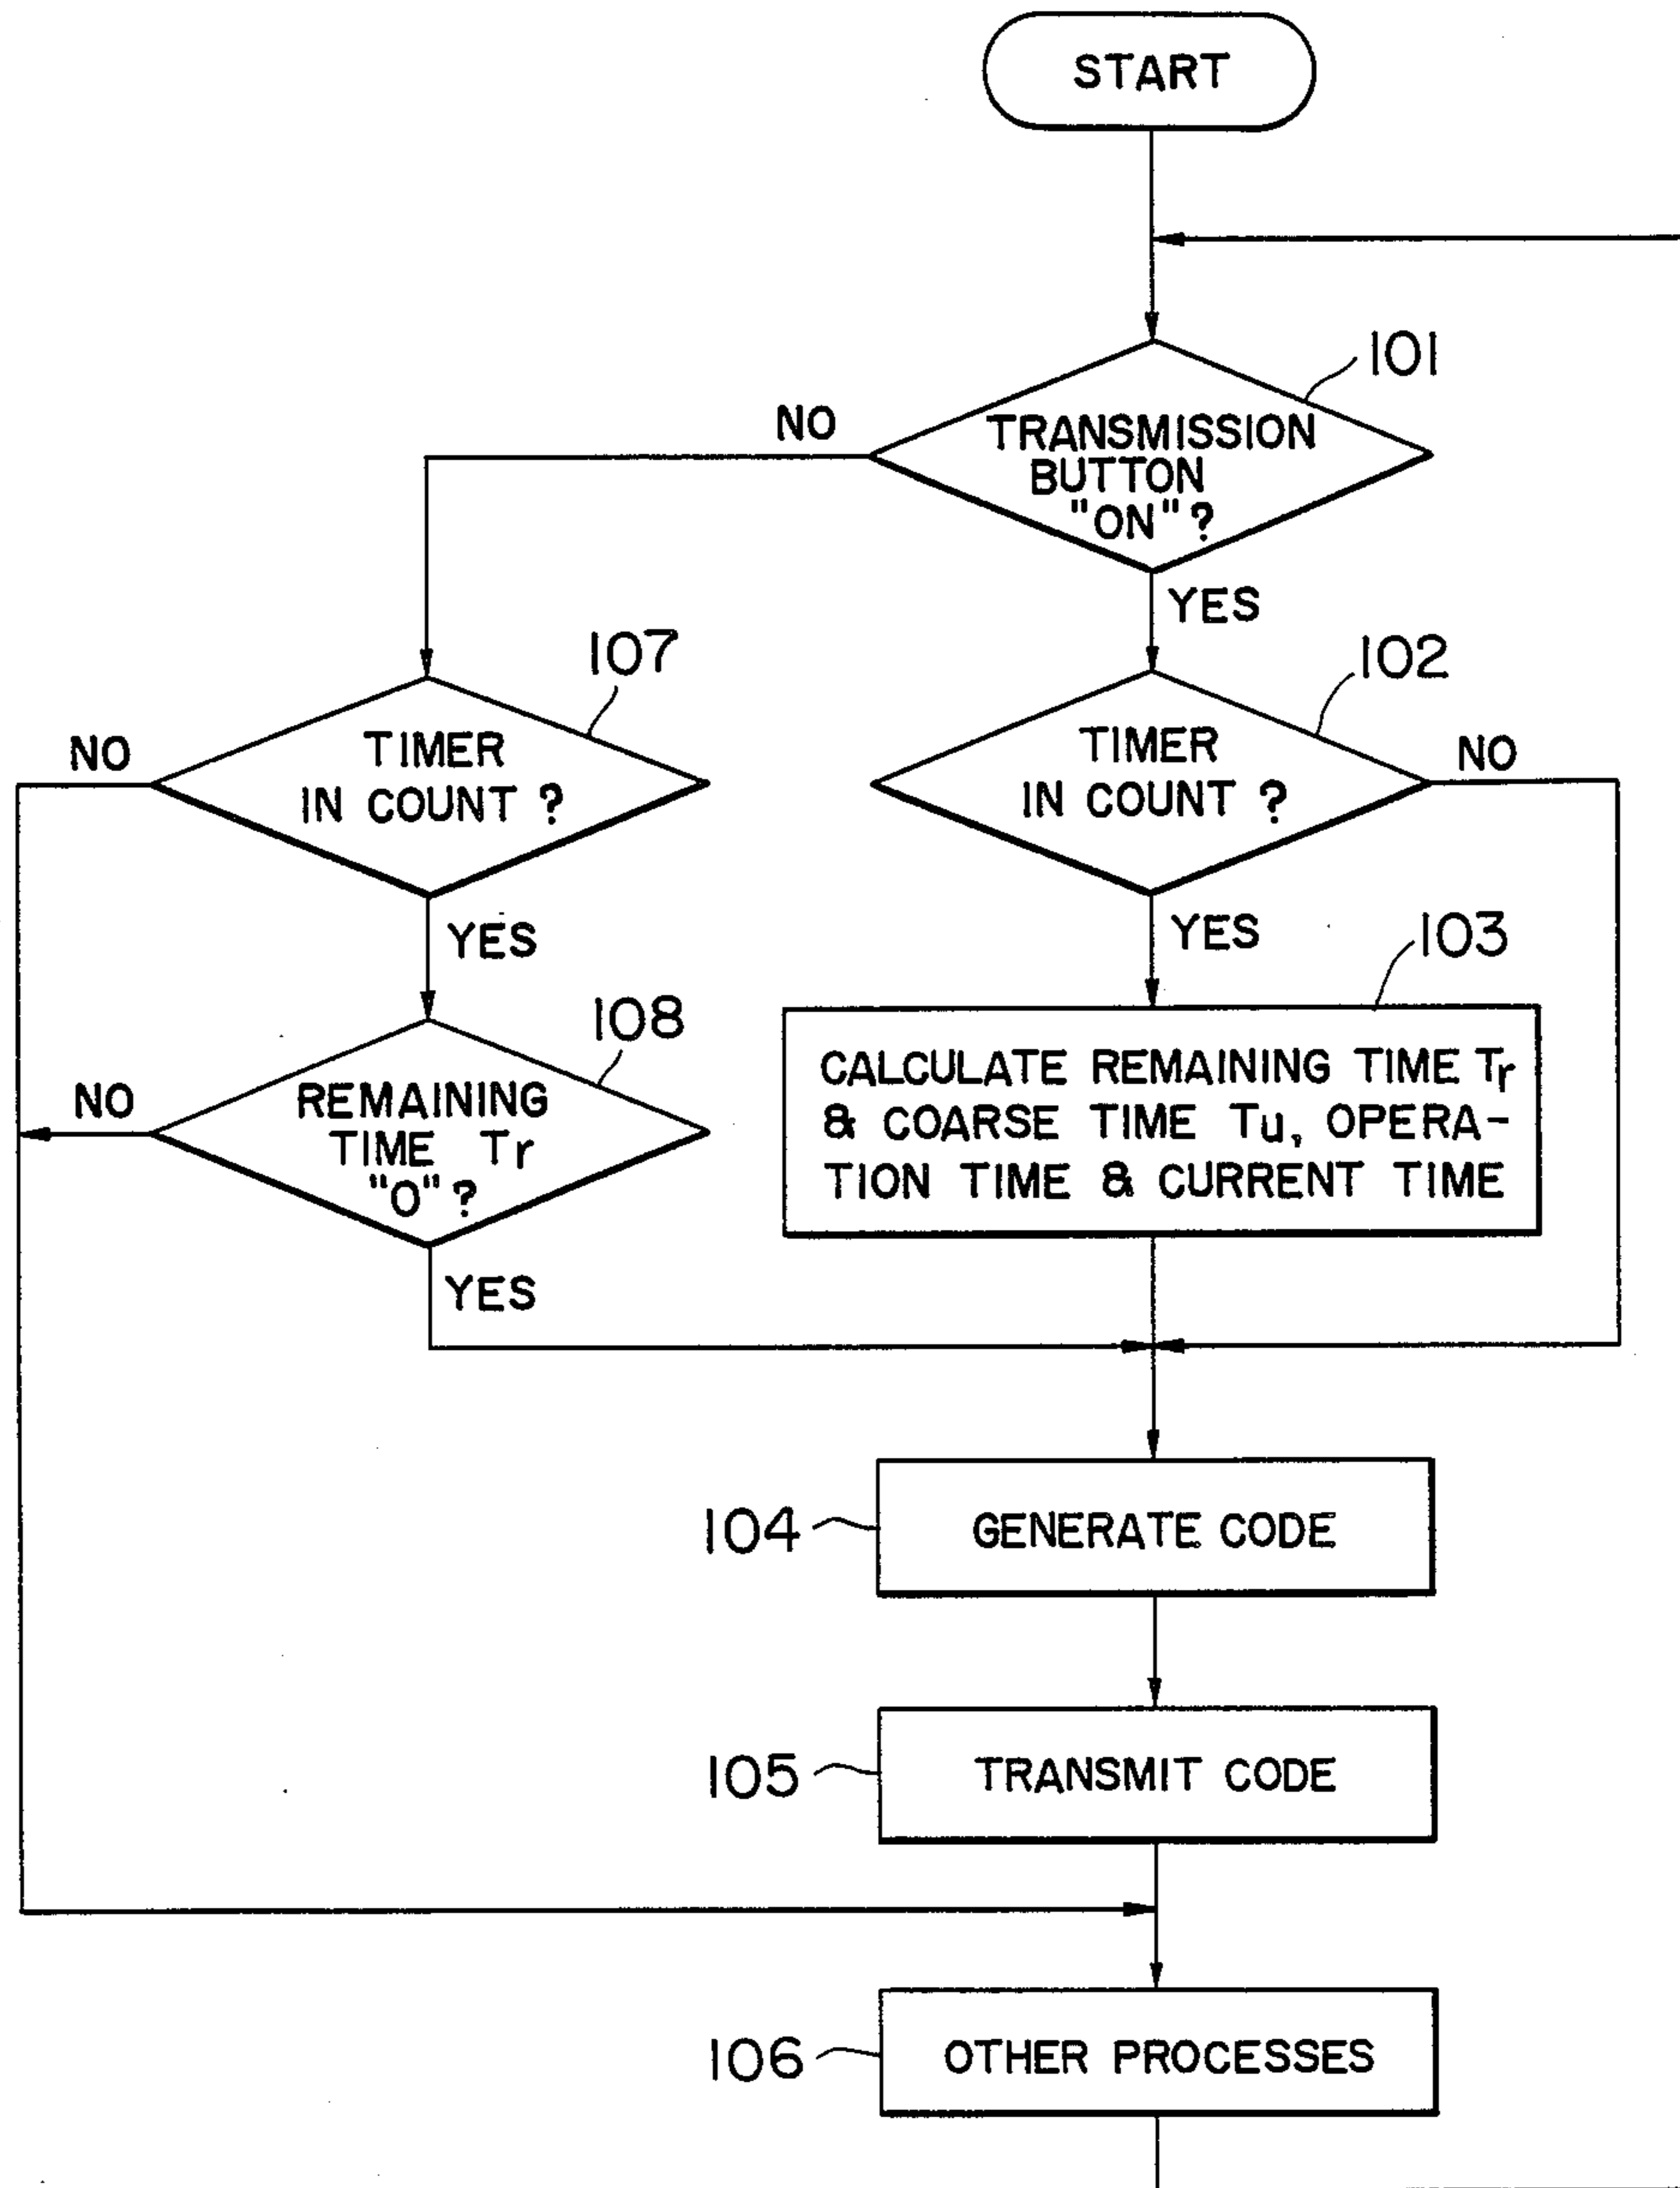 START
101
NO
TRANSMISSION
BUTTON
"ON"?
YES
107
102
NO
TIMER
IN COUNT ?
TIMER
IN COUNT ?
NO
YES
YES
103
108
NO
REMAINING
TIME Tr
"O"?
CALCULATE REMAINING TIME Tr
& COARSE TIME Tu, OPERA-
TION TIME & CURRENT TIME
YES
104
GENERATE CODE
105
TRANSMIT CODE
106
OTHER PROCESSES